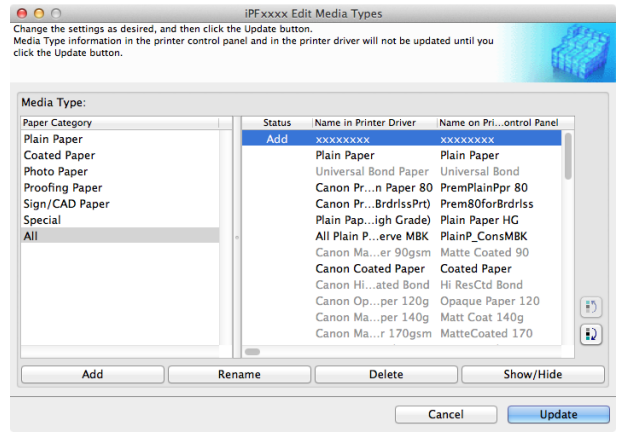 iPFxxxx Edit Media Types
Change the settings as desired, and then click the Update button.
Media Type information in the printer control panel and in the printer driver will not be updated until you
click the Update button.
Media Type:
Paper Category
Plain Paper
Coated Paper
Photo Paper
Proofing Paper
Sign/CAD Paper
Special
All
Status Name in Printer Driver Name on Pri...ontrol Panel
Add xxxxxxxx xxxxxxxx
Plain Paper Plain Paper
Universal Bond Paper Universal Bond
Canon Pr...n Paper 80 PremPlainPpr 80
Canon Pr...BrdrlssPrt) Prem80forBrdrlss
Plain Pap...igh Grade) Plain Paper HG
All Plain P...erve MBK PlainP_ConsMBK
Canon Ma...er 90gsm Matte Coated 90
Canon Coated Paper Coated Paper
Canon Hi...ated Bond Hi ResCtd Bond
Canon Op...per 120g Opaque Paper 120
Canon Ma...per 140g Matt Coat 140g
Canon Ma...r 170gsm MatteCoated 170
Add Rename Delete Show/Hide
Cancel Update